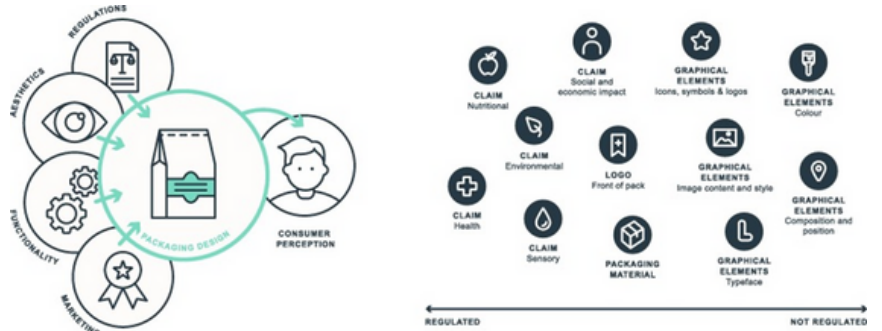 REGULATIONS
AESTHETICS
FUNCTIONALITY
MARKETING
PACKAGING DESIGN
CONSUMER
PERCEPTION
CLAIM
Nutritional
CLAIM
Social and
economic impact
GRAPHICAL
ELEMENTS
Icons, symbols & logos
GRAPHICAL
ELEMENTS
Colour
CLAIM
Environmental
LOGO
Front of pack
GRAPHICAL
ELEMENTS
Image content and style
GRAPHICAL
ELEMENTS
Composition and
position
CLAIM
Health
CLAIM
Sensory
PACKAGING
MATERIAL
GRAPHICAL
ELEMENTS
Typeface
REGULATED
NOT REGULATED